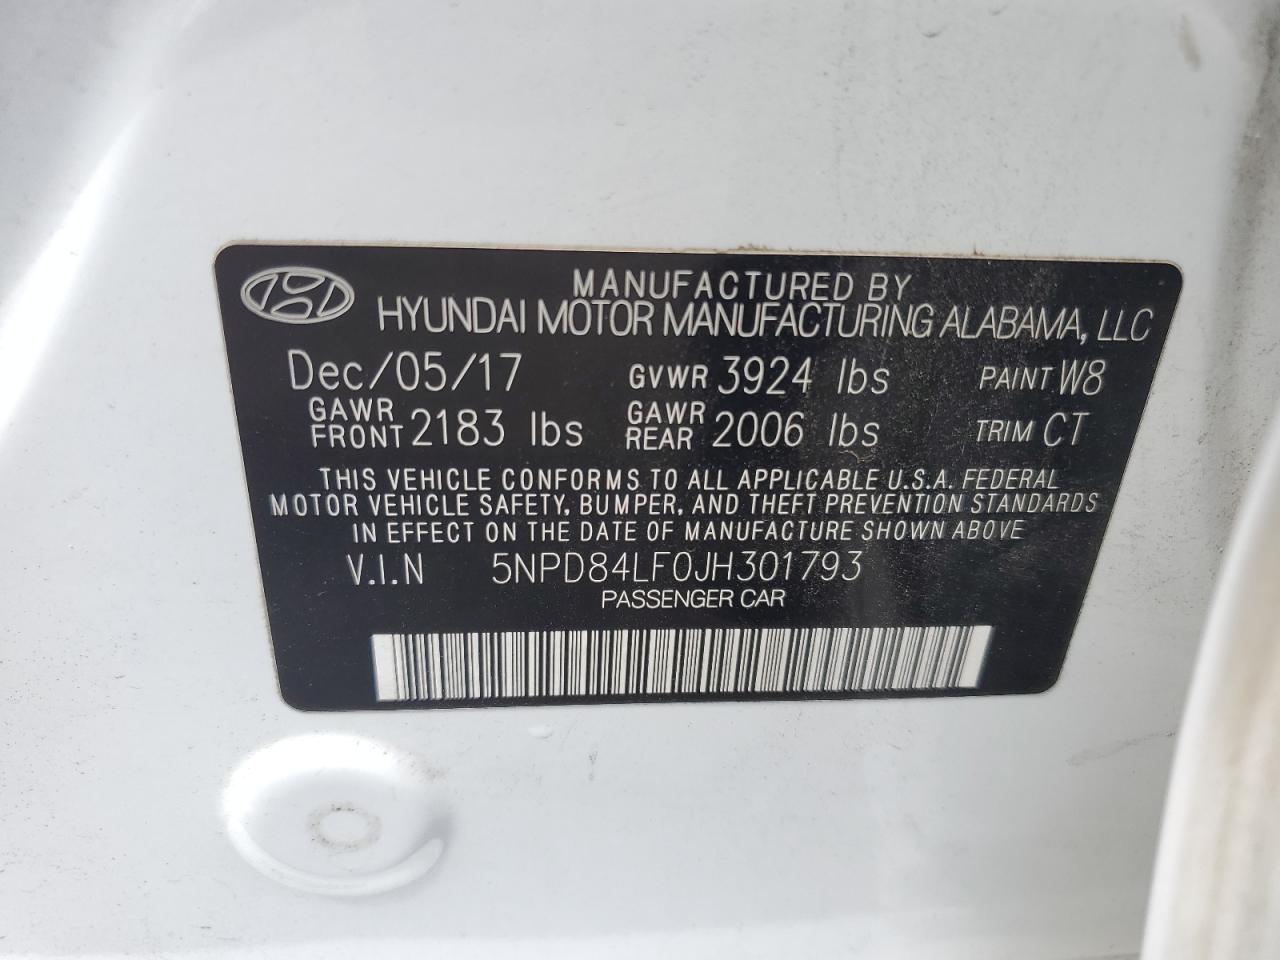 MANUFACTURED BY
HYUNDAI MOTOR MANUFACTURING ALABAMA, LLC
Dec/05/17 GVWR 3924 lbs PAINT W8
GAWR FRONT 2183 lbs GAWR REAR 2006 lbs TRIM CT
THIS VEHICLE CONFORMS TO ALL APPLICABLE U.S.A. FEDERAL
MOTOR VEHICLE SAFETY, BUMPER, AND THEFT PREVENTION STANDARDS
IN EFFECT ON THE DATE OF MANUFACTURE SHOWN ABOVE
V.I.N 5NPD84LF0JH301793
PASSENGER CAR